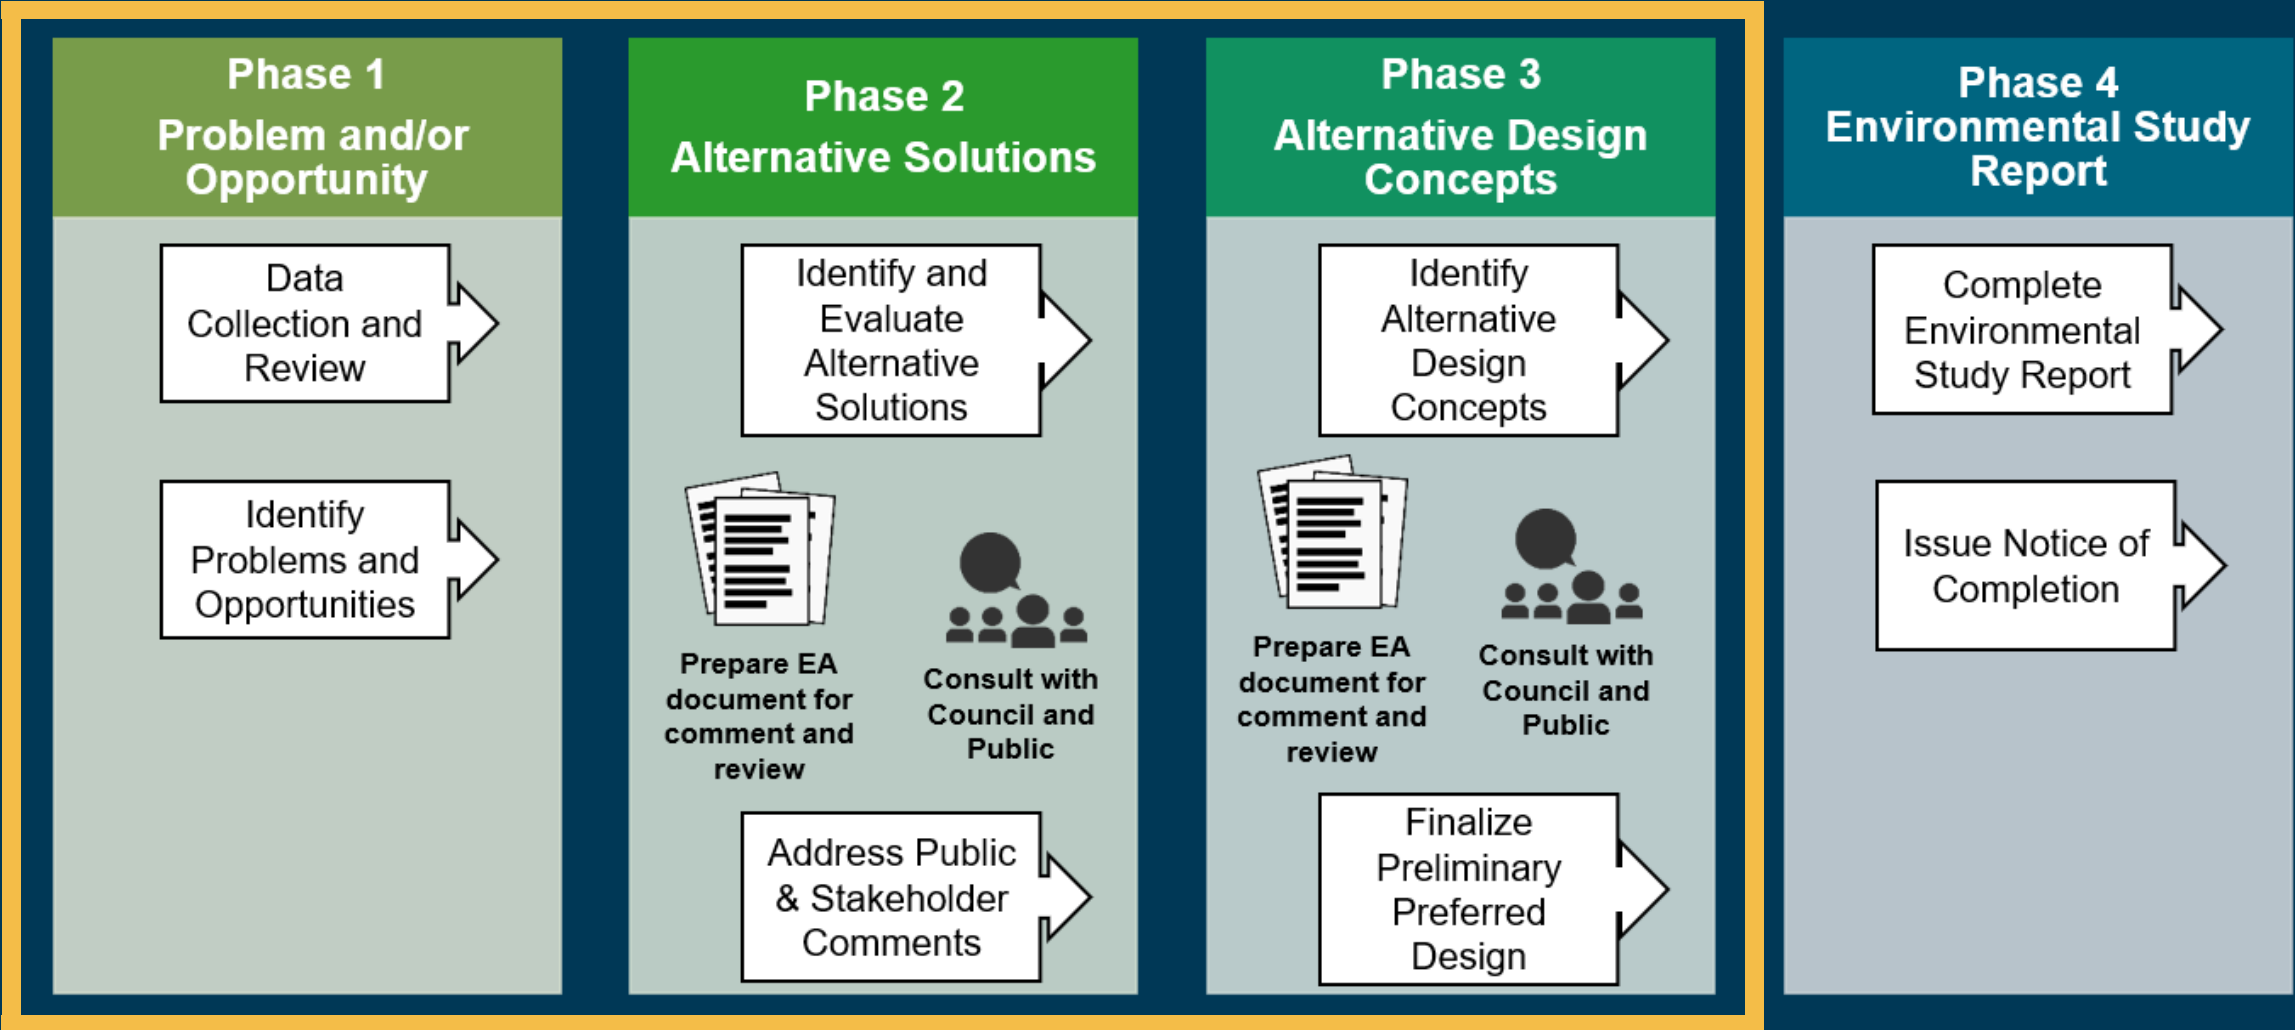 Phase 1
Problem and/or
Opportunity
Data
Collection and
Review
Identify
Problems and
Opportunities
Phase 2
Alternative Solutions
Identify and
Evaluate
Alternative
Solutions
Prepare EA
document for
comment and
review
Consult with
Council and
Public
Address Public
& Stakeholder
Comments
Phase 3
Alternative Design
Concepts
Identify
Alternative
Design
Concepts
Prepare EA
document for
comment and
review
Consult with
Council and
Public
Finalize
Preliminary
Preferred
Design
Phase 4
Environmental Study
Report
Complete
Environmental
Study Report
Issue Notice of
Completion